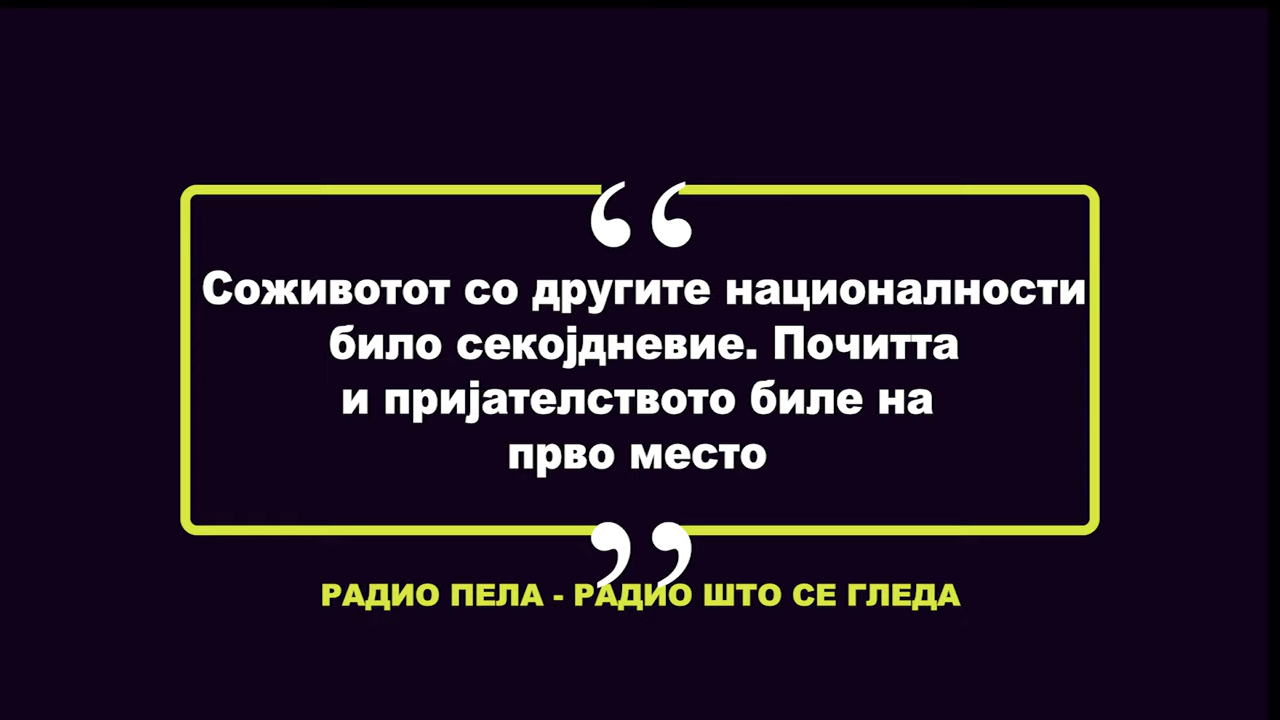 Соживотот со другите националности
било секојдневие. Почитта
и пријателството биле на
прво место
РАДИО ПЕЛА - РАДИО ШТО СЕ ГЛЕДА